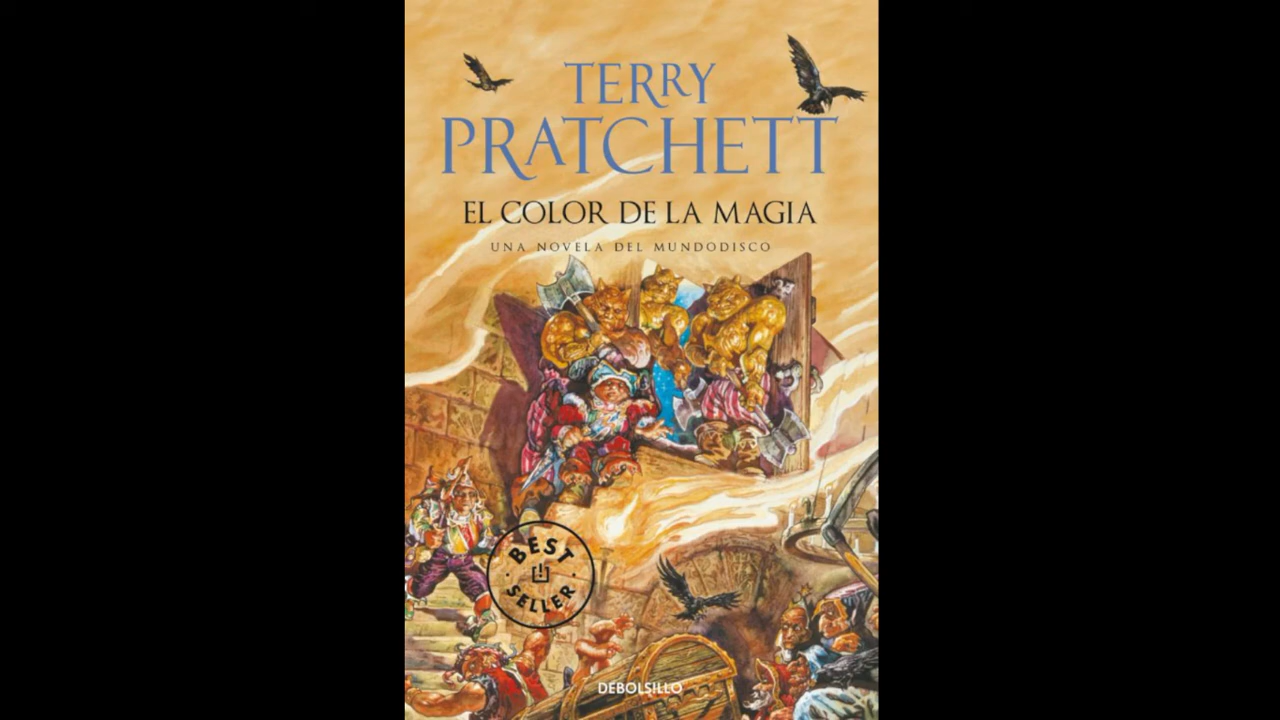 TERRY
PRATCHETT
EL COLOR DE LA MAGIA
UNA NOVELA DEL MUNDODISCO
BEST
SELLER
DEBOLSILLO